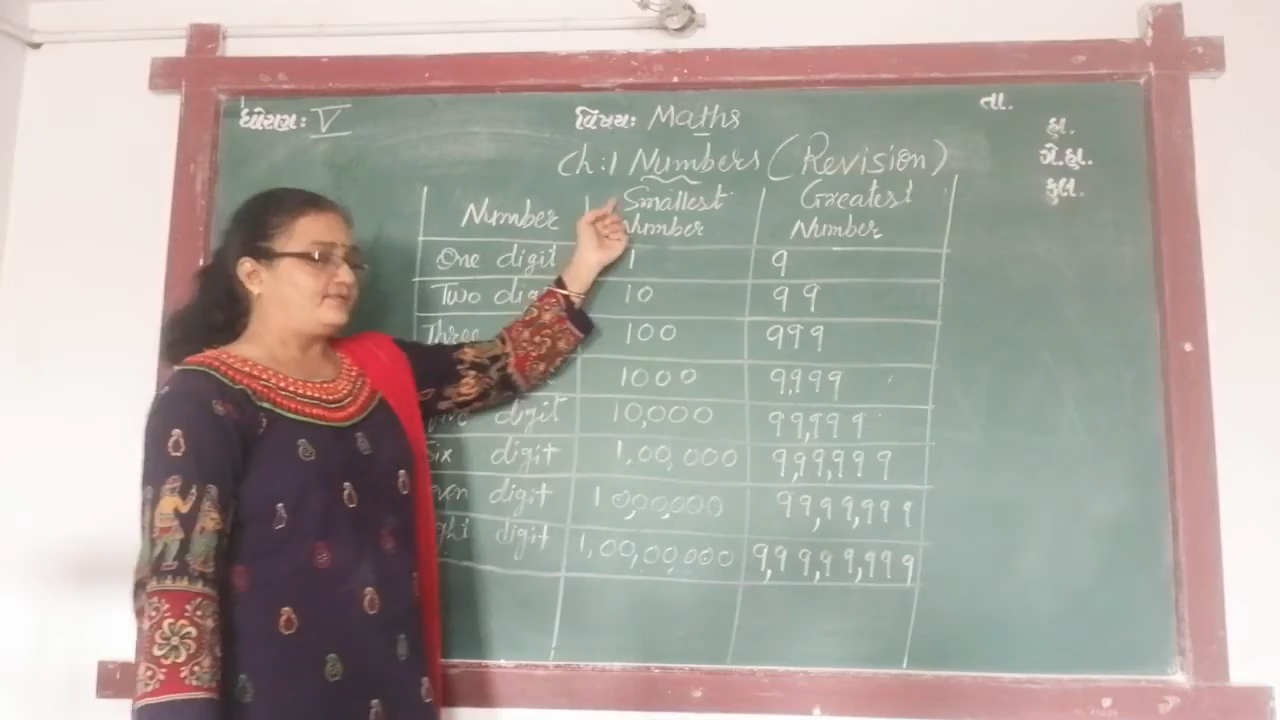 ધોરણ: V
વિષય: Maths
તા.
હા.
ગે.હા.
કુલ.
Ch:1 Numbers (Revision)
Number Smallest Number Greatest Number
One digit 1 9
Two 10 99
Three 100 999
1000 9,999
digit 10,000 99,999
Six digit 1,00,000 9,99,999
digit 10,00,000 99,99,999
digit 1,00,00,000 9,99,99,999